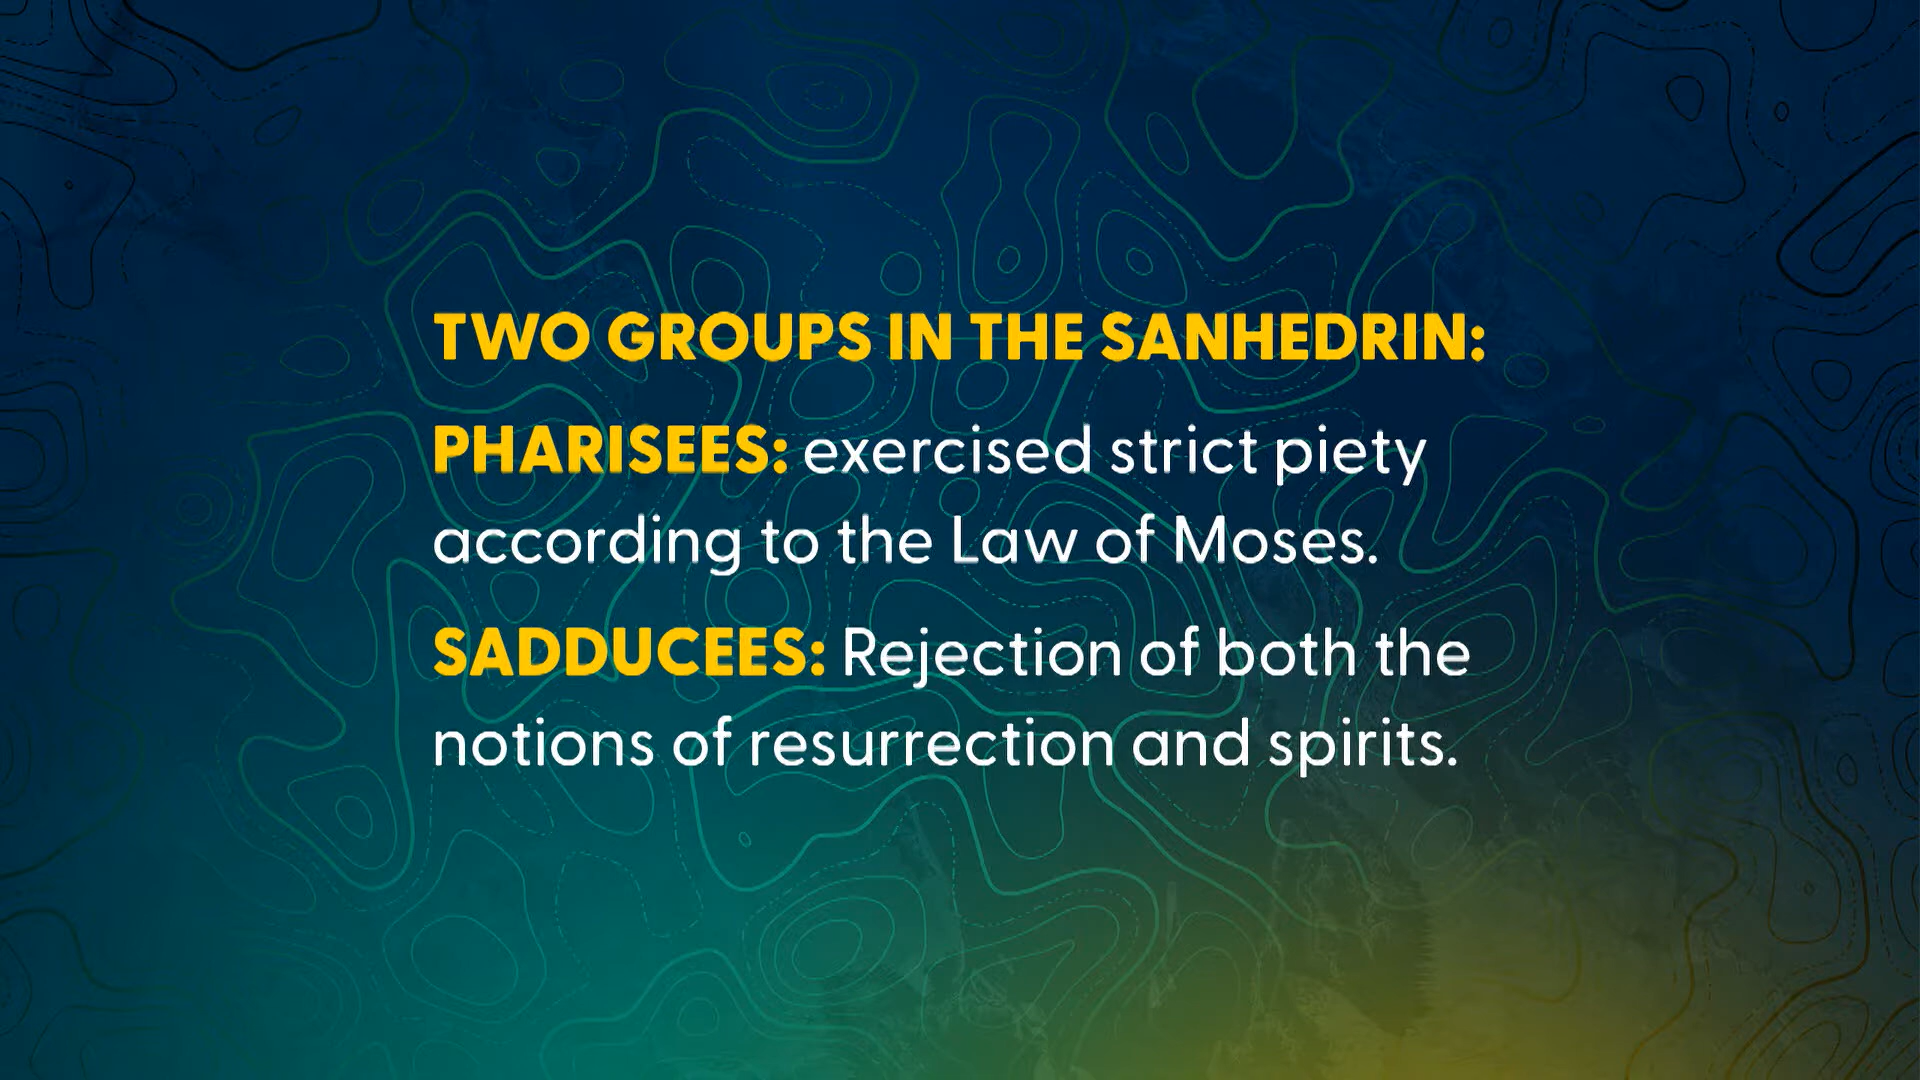 TWO GROUPS IN THE SANHEDRIN:
PHARISEES: exercised strict piety
according to the Law of Moses.
SADDUCEES: Rejection of both the
notions of resurrection and spirits.